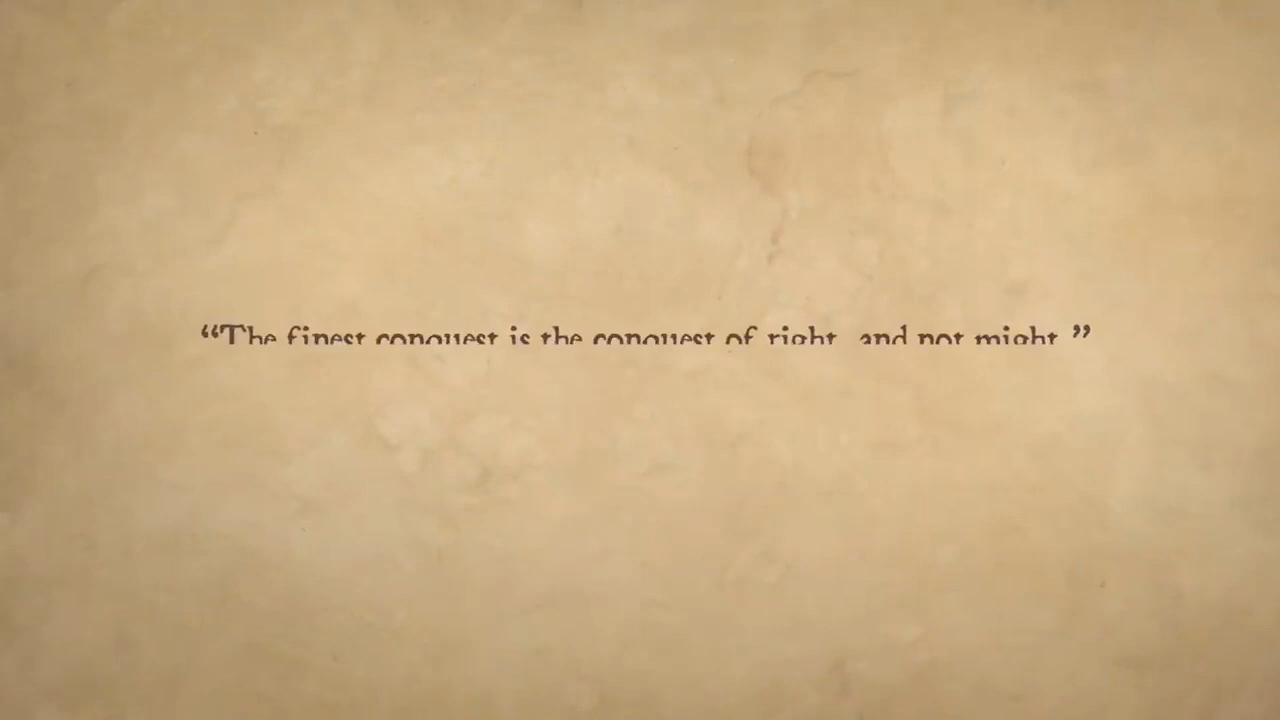 “The finest conquest is the conquest of right, and not might.”